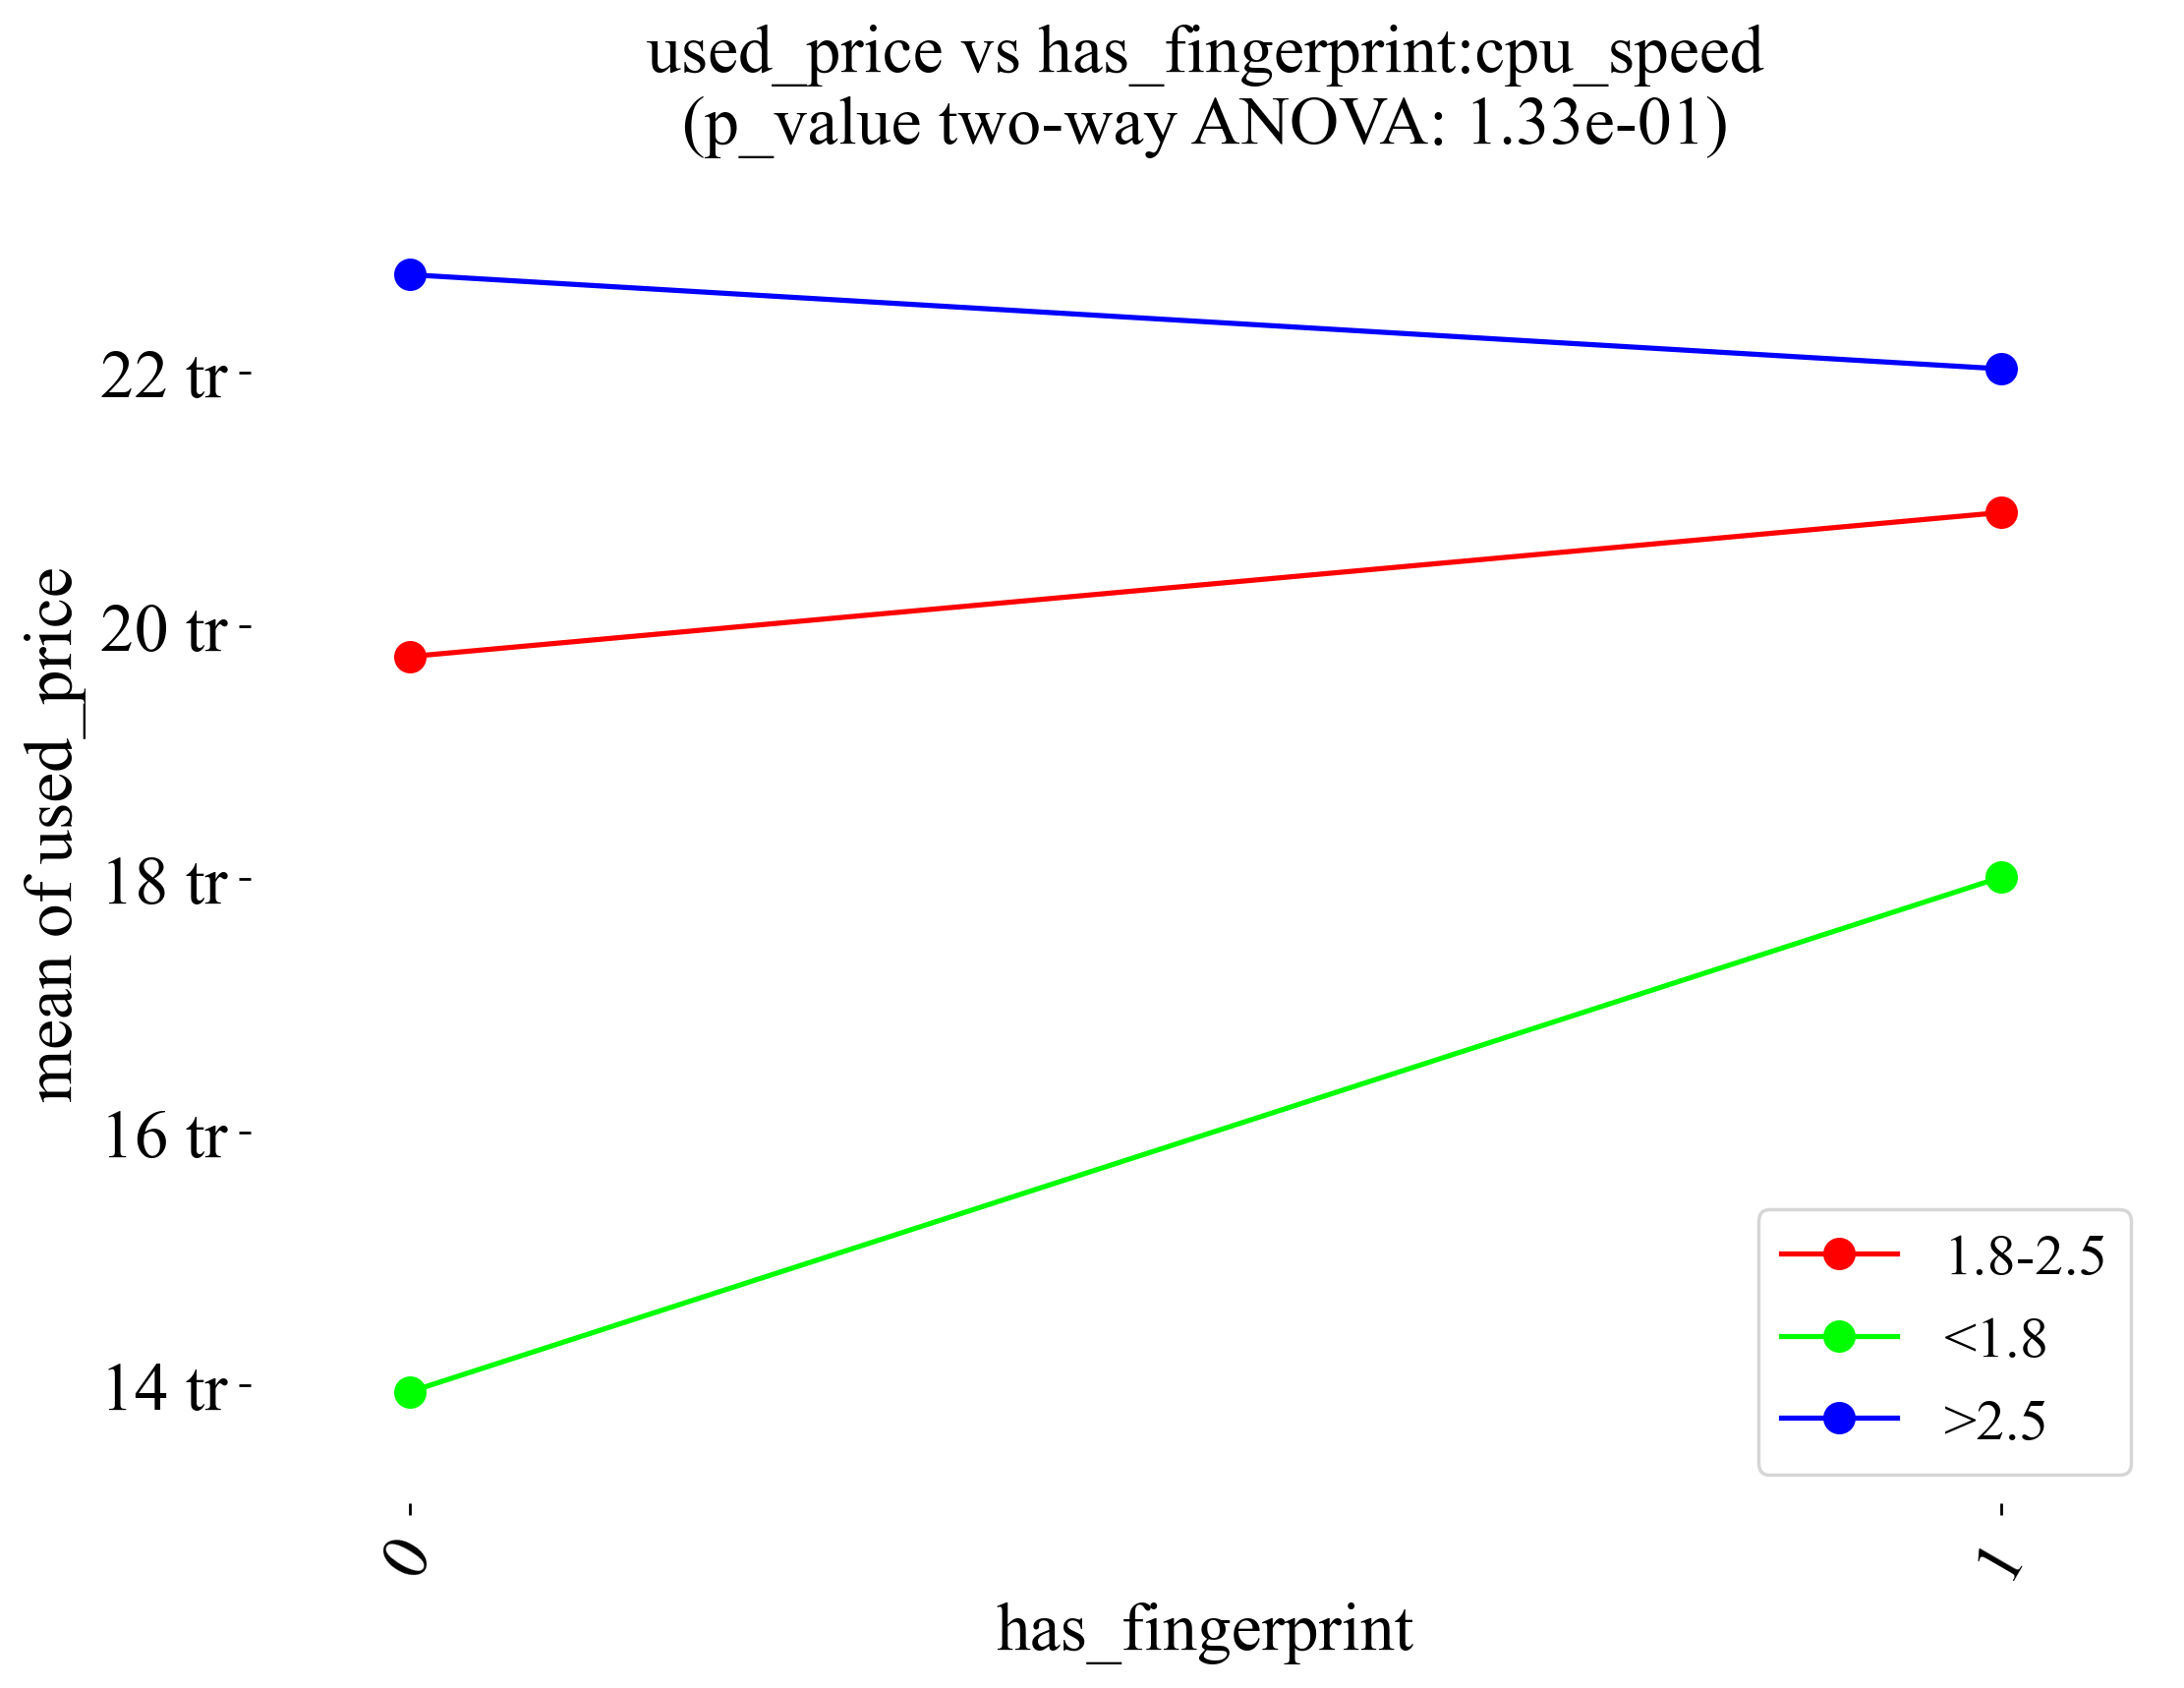 used_price vs has_fingerprint:cpu_speed
(p_value two-way ANOVA: 1.33e-01)
mean of used_price
22 tr
20 tr
18 tr
16 tr
14 tr
1.8-2.5
<1.8
>2.5
0
1
has_fingerprint